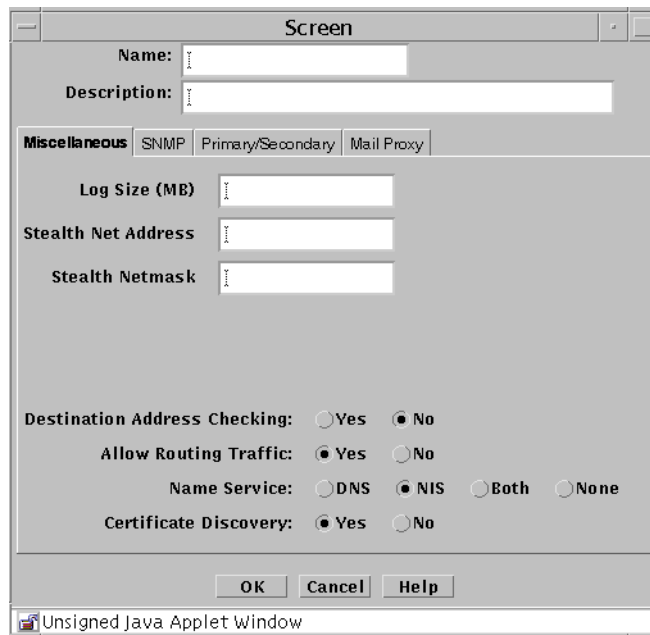 Screen
Name:
Description:
Miscellaneous SNMP Primary/Secondary Mail Proxy
Log Size (MB)
Stealth Net Address
Stealth Netmask
Destination Address Checking: Yes No
Allow Routing Traffic: Yes No
Name Service: DNS NIS Both None
Certificate Discovery: Yes No
OK Cancel Help
Unsigned Java Applet Window